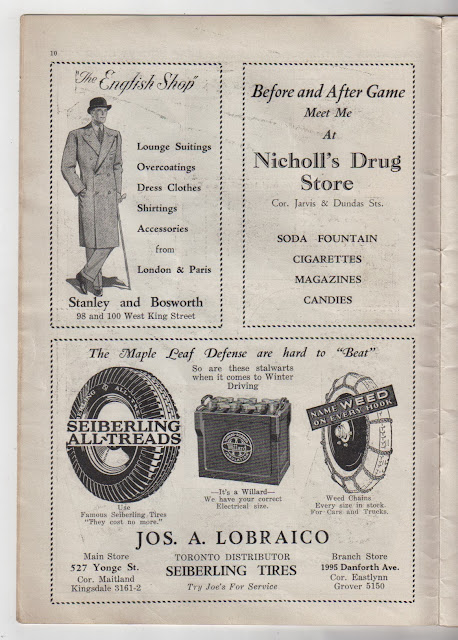 10
"The English Shop"
Lounge Suitings
Overcoatings
Dress Clothes
Shirtings
Accessories
from
London & Paris
Stanley and Bosworth
98 and 100 West King Street
Before and After Game
Meet Me
At
Nicholl's Drug
Store
Cor. Jarvis & Dundas Sts.
SODA FOUNTAIN
CIGARETTES
MAGAZINES
CANDIES
The Maple Leaf Defense are hard to "Beat"
So are these stalwarts
when it comes to Winter
Driving
SEIBERLING
ALL-TREADS
Use
Famous Seiberling Tires
"They cost no more."
Willard
—It's a Willard—
We have your correct
Electrical size.
NAME WEED
ON EVERY HOOK
Weed Chains
Every size in stock.
For Cars and Trucks.
JOS. A. LOBRAICO
Main Store
527 Yonge St.
Cor. Maitland
Kingsdale 3161-2
TORONTO DISTRIBUTOR
SEIBERLING TIRES
Try Joe's For Service
Branch Store
1995 Danforth Ave.
Cor. Eastlynn
Grover 5150